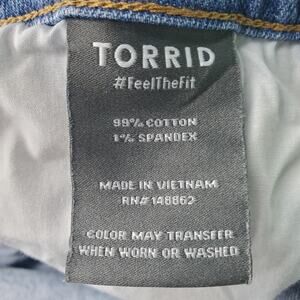 TORRID
#FeelTheFit
99% COTTON
1% SPANDEX
MADE IN VIETNAM
RN# 148862
COLOR MAY TRANSFER
WHEN WORN OR WASHED